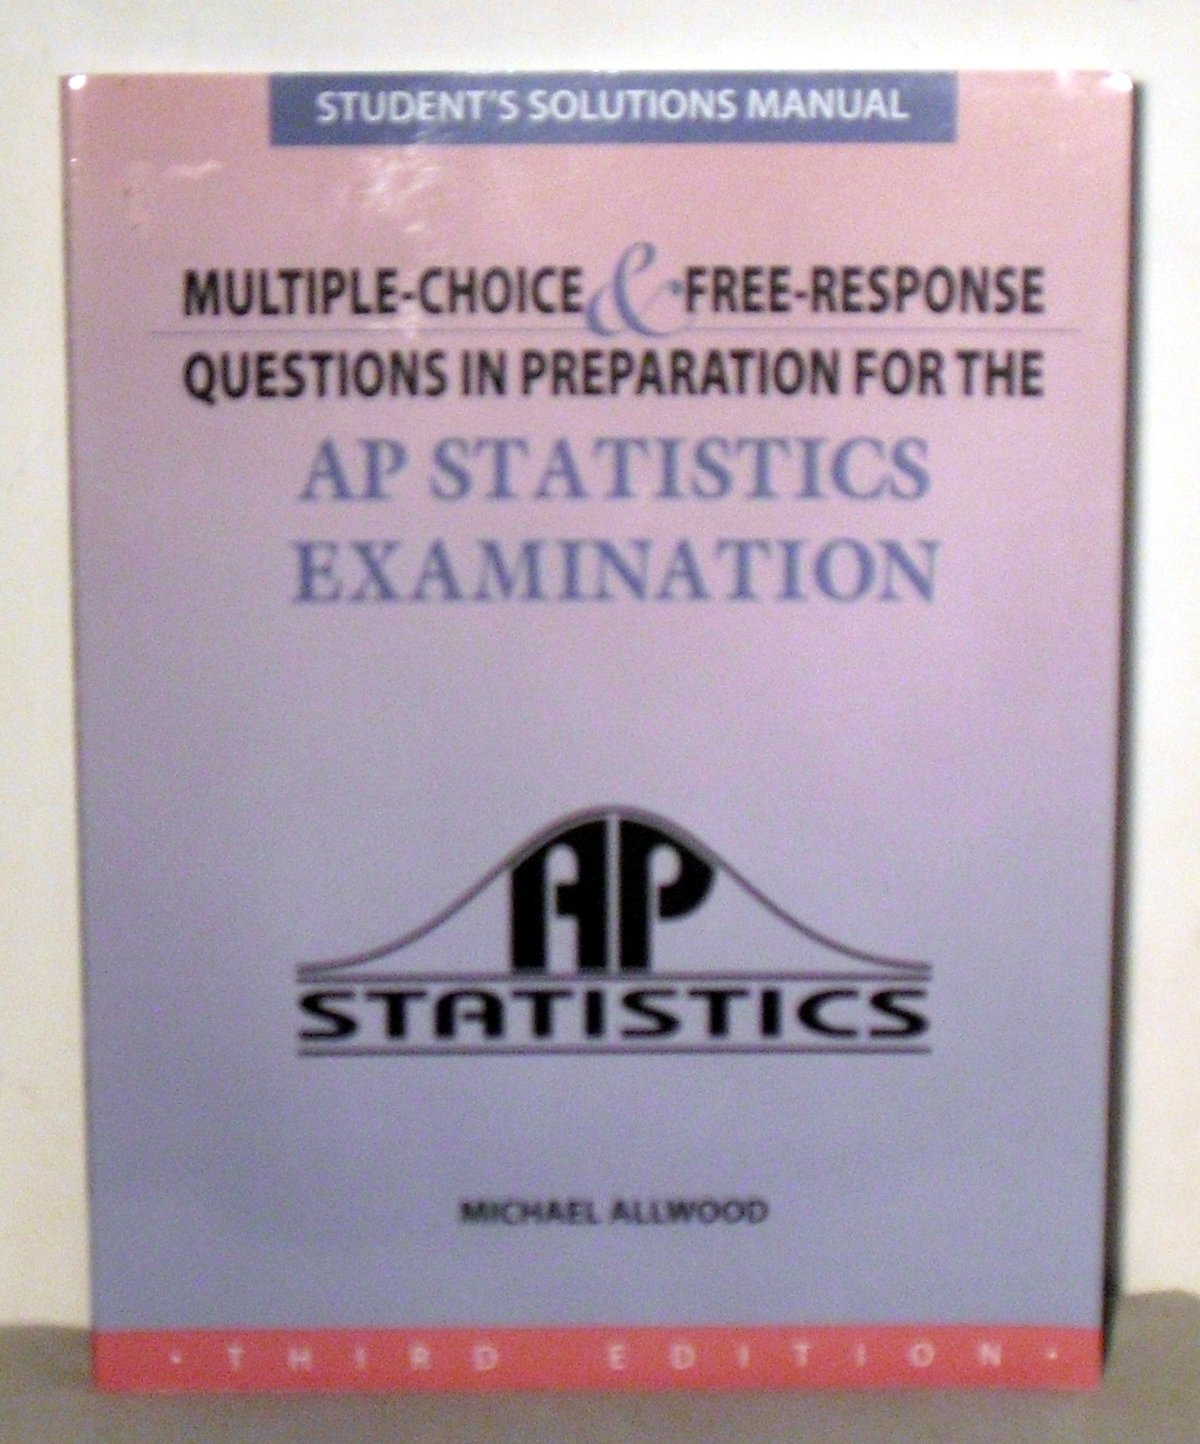 STUDENT'S SOLUTIONS MANUAL
MULTIPLE-CHOICE & FREE-RESPONSE
QUESTIONS IN PREPARATION FOR THE
AP STATISTICS
EXAMINATION
AP
STATISTICS
MICHAEL ALLWOOD
• THIRD EDITION •